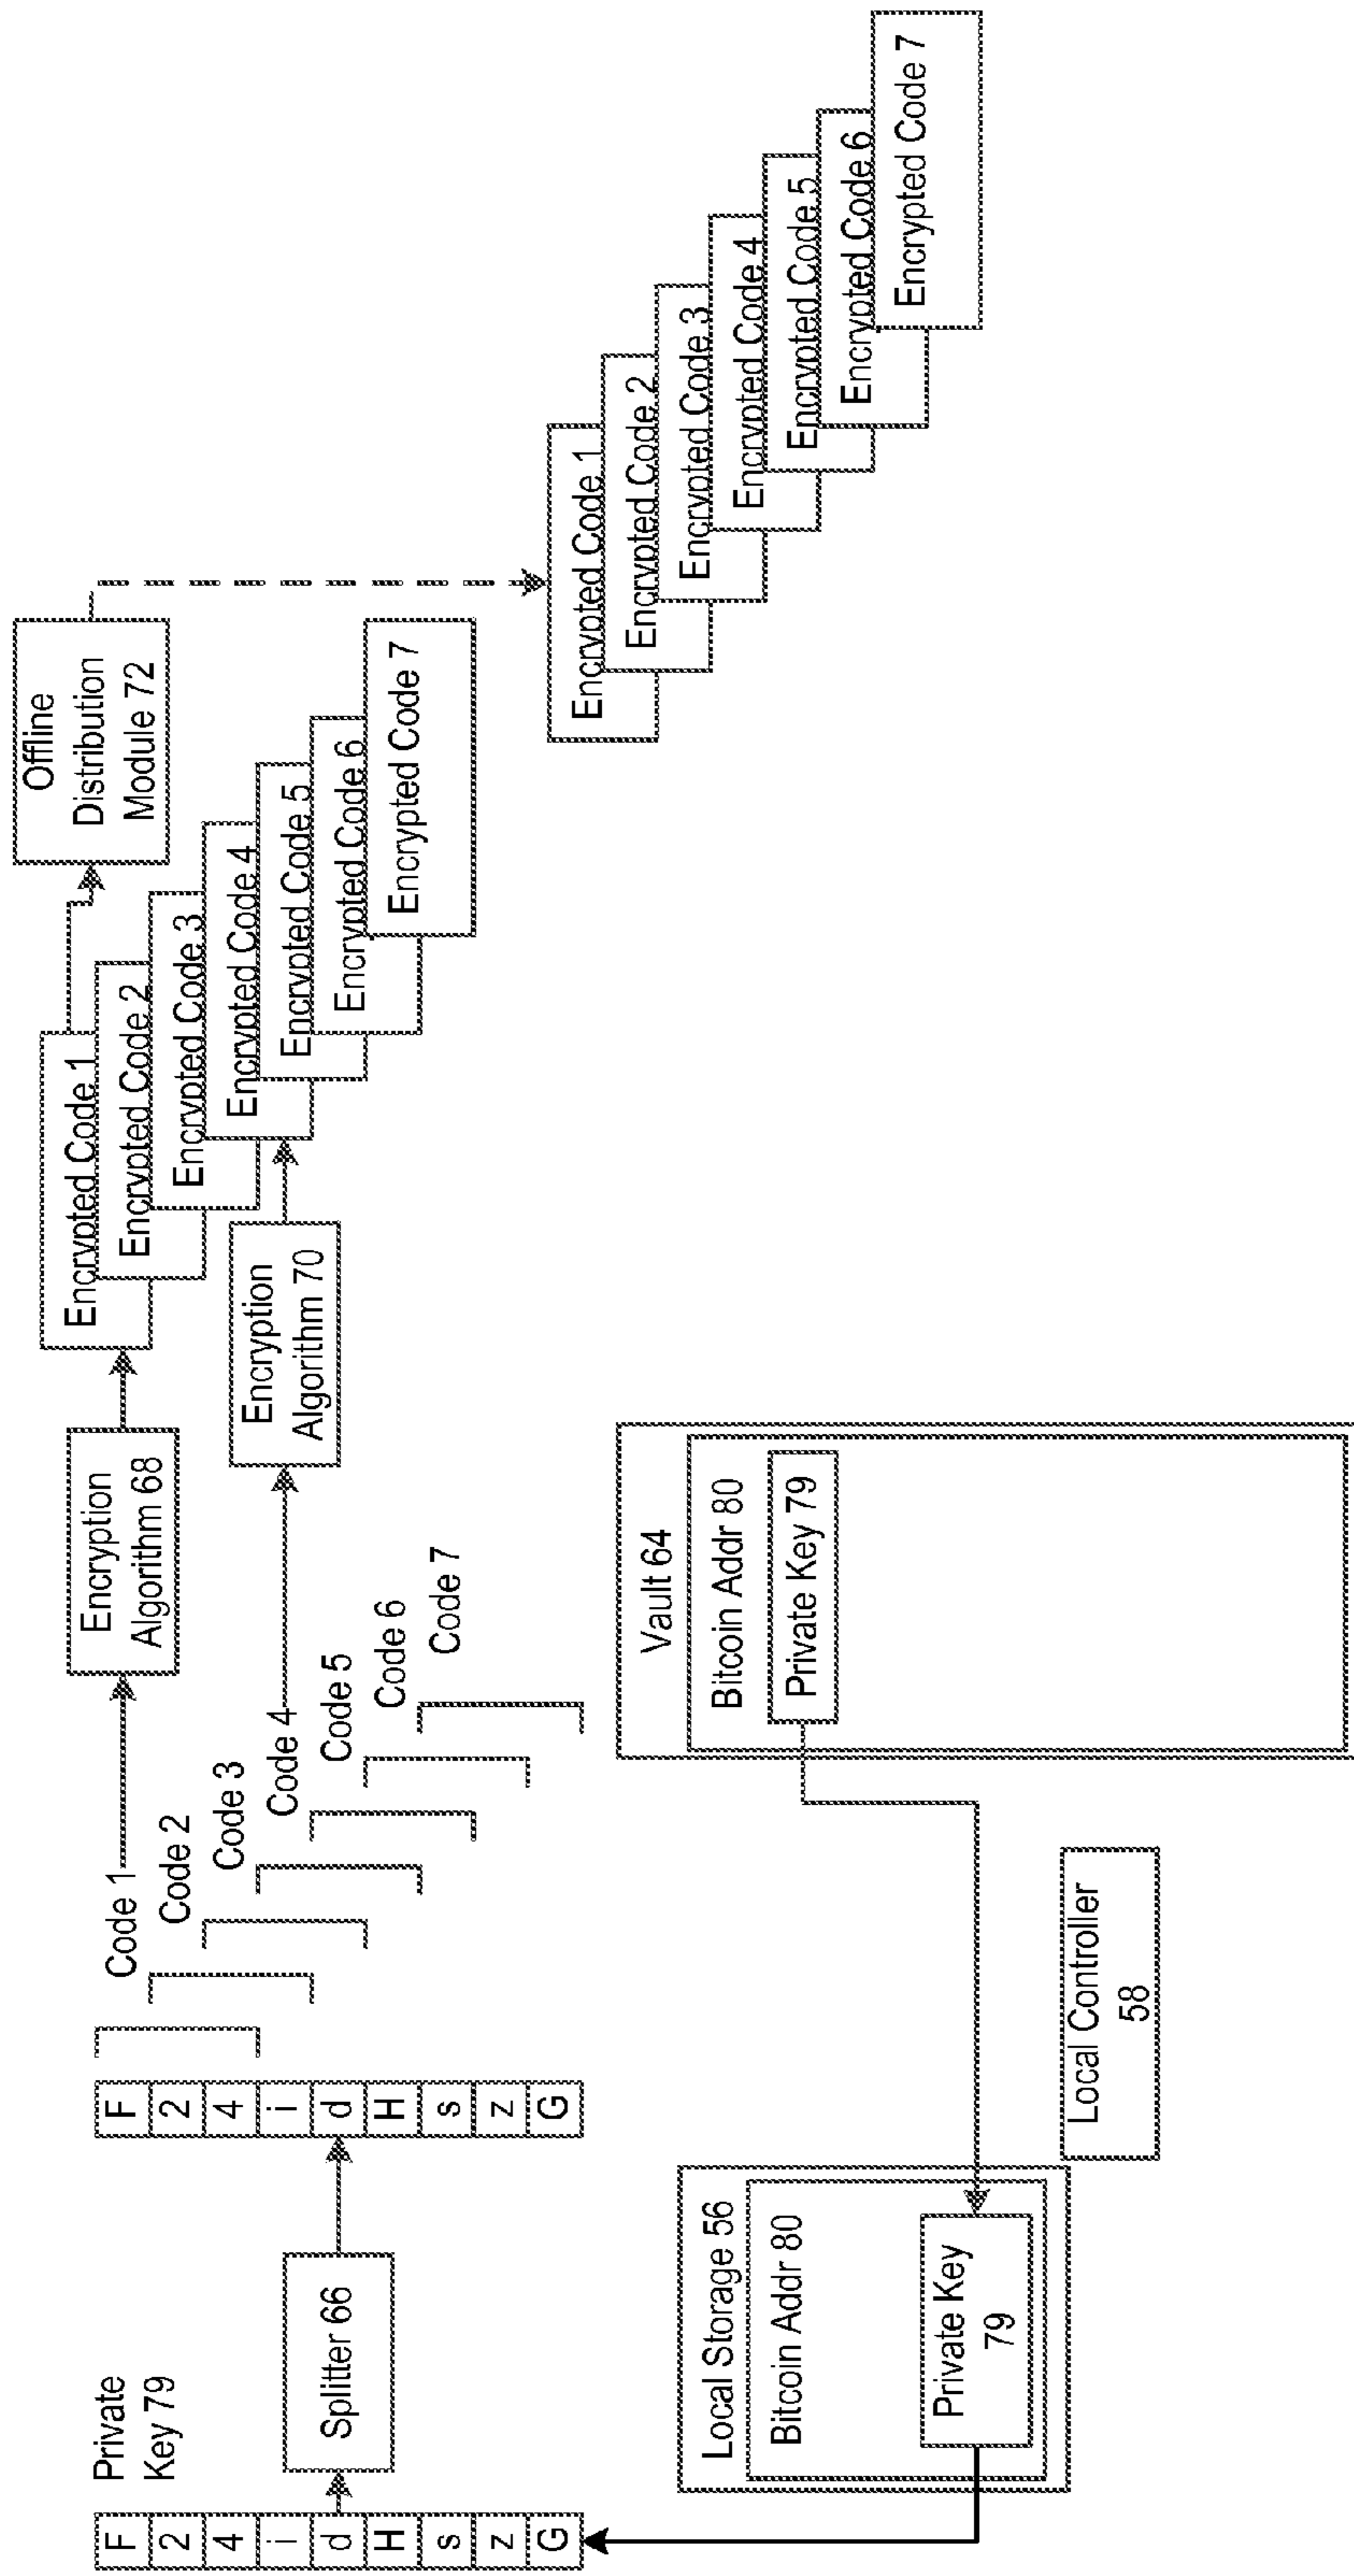 Private
Key 79
F
2
4
i
d
H
s
z
G
Splitter 66
F
2
4
i
d
H
s
z
G
Code 1
Code 2
Code 3
Code 4
Code 5
Code 6
Code 7
Encryption
Algorithm 68
Encryption
Algorithm 70
Encrypted Code 1
Encrypted Code 2
Encrypted Code 3
Encrypted Code 4
Encrypted Code 5
Encrypted Code 6
Encrypted Code 7
Offline
Distribution
Module 72
Encrypted Code 1
Encrypted Code 2
Encrypted Code 3
Encrypted Code 4
Encrypted Code 5
Encrypted Code 6
Encrypted Code 7
Local Storage 56
Bitcoin Addr 80
Private Key
79
Local Controller
58
Vault 64
Bitcoin Addr 80
Private Key 79